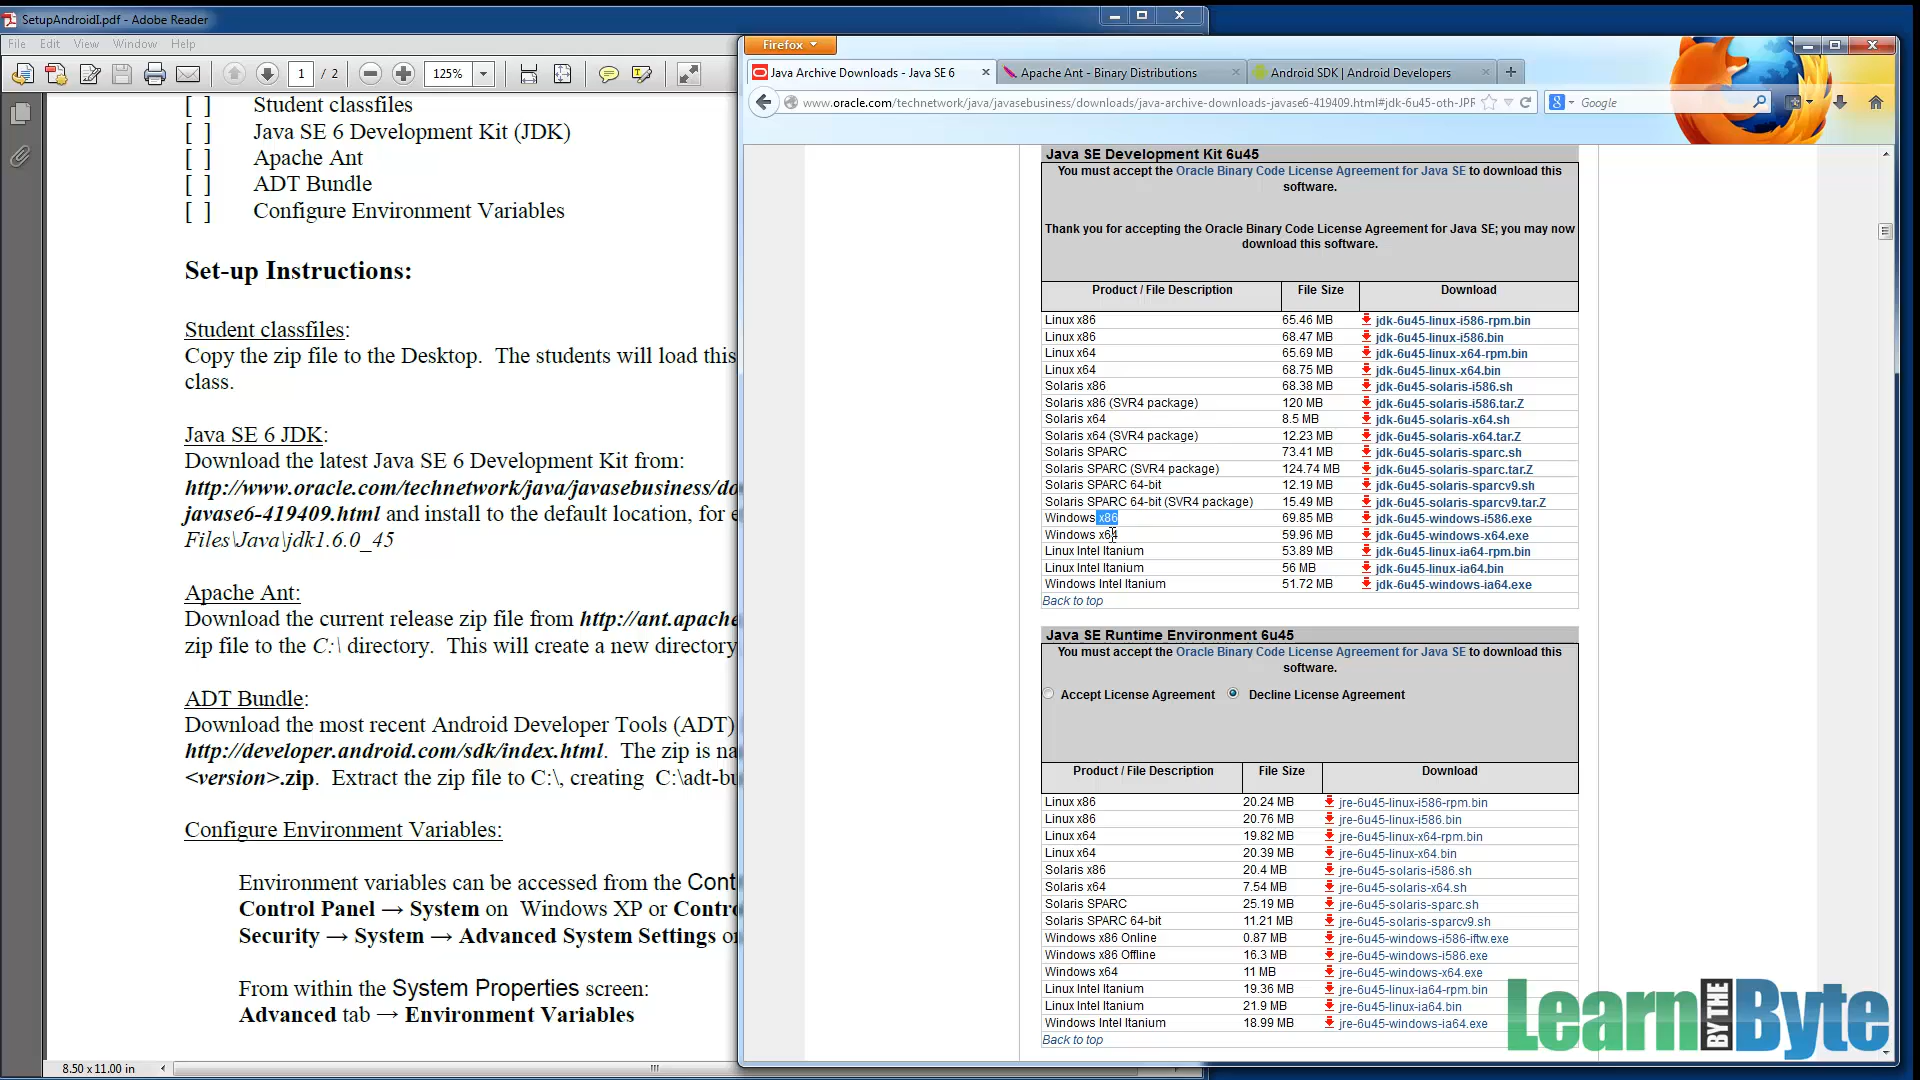 SetupAndroidI.pdf - Adobe Reader
File Edit View Window Help
1 / 2 125%
[ ] Student classfiles
[ ] Java SE 6 Development Kit (JDK)
[ ] Apache Ant
[ ] ADT Bundle
[ ] Configure Environment Variables
Set-up Instructions:
Student classfiles:
Copy the zip file to the Desktop. The students will load this
class.
Java SE 6 JDK:
Download the latest Java SE 6 Development Kit from:
http://www.oracle.com/technetwork/java/javasebusiness/do
javase6-419409.html and install to the default location, for e
Files\Java\jdk1.6.0_45
Apache Ant:
Download the current release zip file from http://ant.apache
zip file to the C:\ directory. This will create a new directory
ADT Bundle:
Download the most recent Android Developer Tools (ADT)
http://developer.android.com/sdk/index.html. The zip is na
<version>.zip. Extract the zip file to C:\, creating C:\adt-bu
Configure Environment Variables:
Environment variables can be accessed from the Cont
Control Panel → System on Windows XP or Contro
Security → System → Advanced System Settings or
From within the System Properties screen:
Advanced tab → Environment Variables
8.50 x 11.00 in
Firefox
Java Archive Downloads - Java SE 6
Apache Ant - Binary Distributions
Android SDK | Android Developers
www.oracle.com/technetwork/java/javasebusiness/downloads/java-archive-downloads-javase6-419409.html#jdk-6u45-oth-JPR
Google
Java SE Development Kit 6u45
You must accept the Oracle Binary Code License Agreement for Java SE to download this
software.
Thank you for accepting the Oracle Binary Code License Agreement for Java SE; you may now
download this software.
Product / File Description File Size Download
Linux x86 65.46 MB jdk-6u45-linux-i586-rpm.bin
Linux x86 68.47 MB jdk-6u45-linux-i586.bin
Linux x64 65.69 MB jdk-6u45-linux-x64-rpm.bin
Linux x64 68.75 MB jdk-6u45-linux-x64.bin
Solaris x86 68.38 MB jdk-6u45-solaris-i586.sh
Solaris x86 (SVR4 package) 120 MB jdk-6u45-solaris-i586.tar.Z
Solaris x64 8.5 MB jdk-6u45-solaris-x64.sh
Solaris x64 (SVR4 package) 12.23 MB jdk-6u45-solaris-x64.tar.Z
Solaris SPARC 73.41 MB jdk-6u45-solaris-sparc.sh
Solaris SPARC (SVR4 package) 124.74 MB jdk-6u45-solaris-sparc.tar.Z
Solaris SPARC 64-bit 12.19 MB jdk-6u45-solaris-sparcv9.sh
Solaris SPARC 64-bit (SVR4 package) 15.49 MB jdk-6u45-solaris-sparcv9.tar.Z
Windows x86 69.85 MB jdk-6u45-windows-i586.exe
Windows x64 59.96 MB jdk-6u45-windows-x64.exe
Linux Intel Itanium 53.89 MB jdk-6u45-linux-ia64-rpm.bin
Linux Intel Itanium 56 MB jdk-6u45-linux-ia64.bin
Windows Intel Itanium 51.72 MB jdk-6u45-windows-ia64.exe
Back to top
Java SE Runtime Environment 6u45
You must accept the Oracle Binary Code License Agreement for Java SE to download this
software.
Accept License Agreement Decline License Agreement
Product / File Description File Size Download
Linux x86 20.24 MB jre-6u45-linux-i586-rpm.bin
Linux x86 20.76 MB jre-6u45-linux-i586.bin
Linux x64 19.82 MB jre-6u45-linux-x64-rpm.bin
Linux x64 20.39 MB jre-6u45-linux-x64.bin
Solaris x86 20.4 MB jre-6u45-solaris-i586.sh
Solaris x64 7.54 MB jre-6u45-solaris-x64.sh
Solaris SPARC 25.19 MB jre-6u45-solaris-sparc.sh
Solaris SPARC 64-bit 11.21 MB jre-6u45-solaris-sparcv9.sh
Windows x86 Online 0.87 MB jre-6u45-windows-i586-iftw.exe
Windows x86 Offline 16.3 MB jre-6u45-windows-i586.exe
Windows x64 11 MB jre-6u45-windows-x64.exe
Linux Intel Itanium 19.36 MB jre-6u45-linux-ia64-rpm.bin
Linux Intel Itanium 21.9 MB jre-6u45-linux-ia64.bin
Windows Intel Itanium 18.99 MB jre-6u45-windows-ia64.exe
Back to top
Learn BY THE Byte